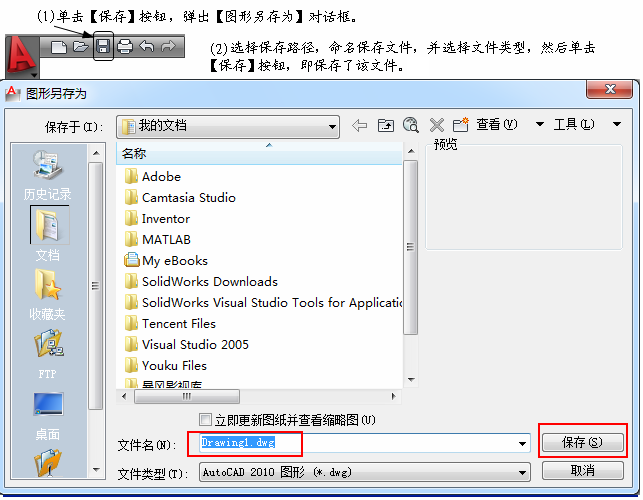 (1)单击【保存】按钮，弹出【图形另存为】对话框。
(2)选择保存路径，命名保存文件，并选择文件类型，然后单击
【保存】按钮，即保存了该文件。
图形另存为
保存于(I):
我的文档
查看(V)
工具(L)
名称
预览
历史记录
文档
收藏夹
FTP
桌面
Adobe
Camtasia Studio
Inventor
MATLAB
My eBooks
SolidWorks Downloads
SolidWorks Visual Studio Tools for Applicatio
Tencent Files
Visual Studio 2005
Youku Files
暴风影视库
立即更新图纸并查看缩略图(U)
文件名(N):
Drawing1.dwg
保存(S)
文件类型(T):
AutoCAD 2010 图形 (*.dwg)
取消